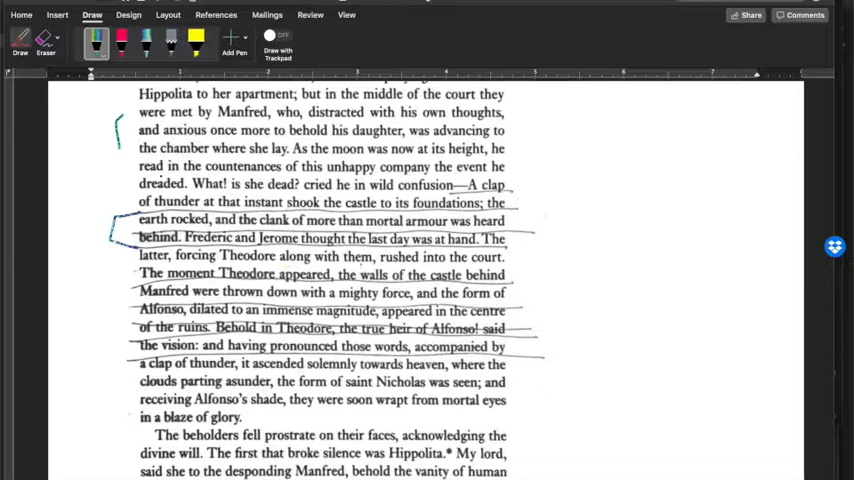 Home Insert Draw Design Layout References Mailings Review View Share Comments
Draw Eraser Add Pen OFF Draw with Trackpad
1 2 3 4 5 6 7
Hippolita to her apartment; but in the middle of the court they
were met by Manfred, who, distracted with his own thoughts,
and anxious once more to behold his daughter, was advancing to
the chamber where she lay. As the moon was now at its height, he
read in the countenances of this unhappy company the event he
dreaded. What! is she dead? cried he in wild confusion—A clap
of thunder at that instant shook the castle to its foundations; the
earth rocked, and the clank of more than mortal armour was heard
behind. Frederic and Jerome thought the last day was at hand. The
latter, forcing Theodore along with them, rushed into the court.
The moment Theodore appeared, the walls of the castle behind
Manfred were thrown down with a mighty force, and the form of
Alfonso, dilated to an immense magnitude, appeared in the centre
of the ruins. Behold in Theodore, the true heir of Alfonso! said
the vision: and having pronounced those words, accompanied by
a clap of thunder, it ascended solemnly towards heaven, where the
clouds parting asunder, the form of saint Nicholas was seen; and
receiving Alfonso's shade, they were soon wrapt from mortal eyes
in a blaze of glory.
The beholders fell prostrate on their faces, acknowledging the
divine will. The first that broke silence was Hippolita.* My lord,
said she to the desponding Manfred, behold the vanity of human